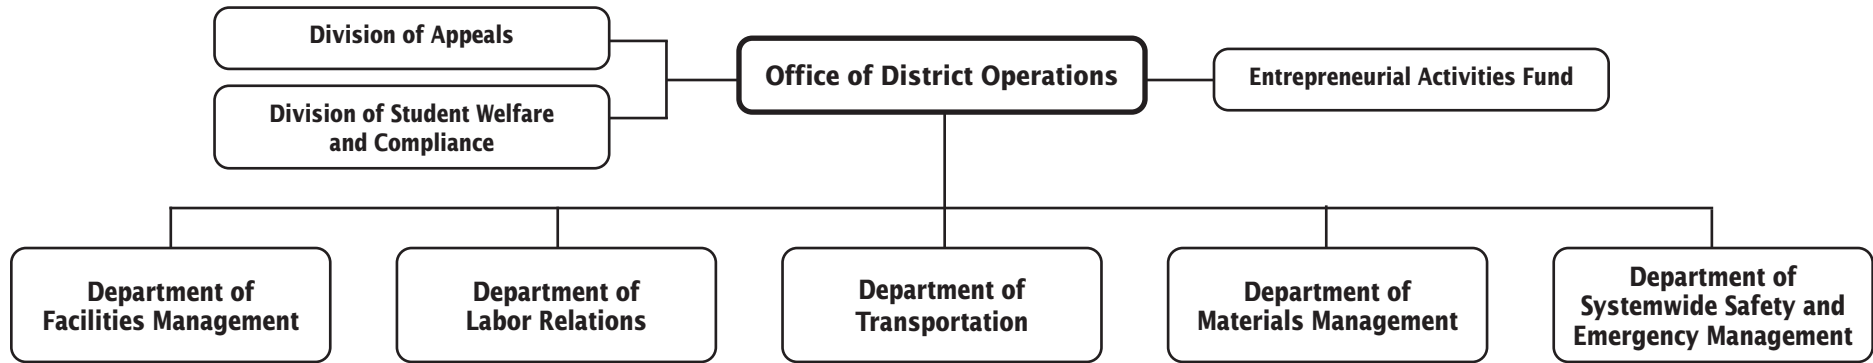 Division of Appeals
Division of Student Welfare
and Compliance
Office of District Operations
Entrepreneurial Activities Fund
Department of
Facilities Management
Department of
Labor Relations
Department of
Transportation
Department of
Materials Management
Department of
Systemwide Safety and
Emergency Management